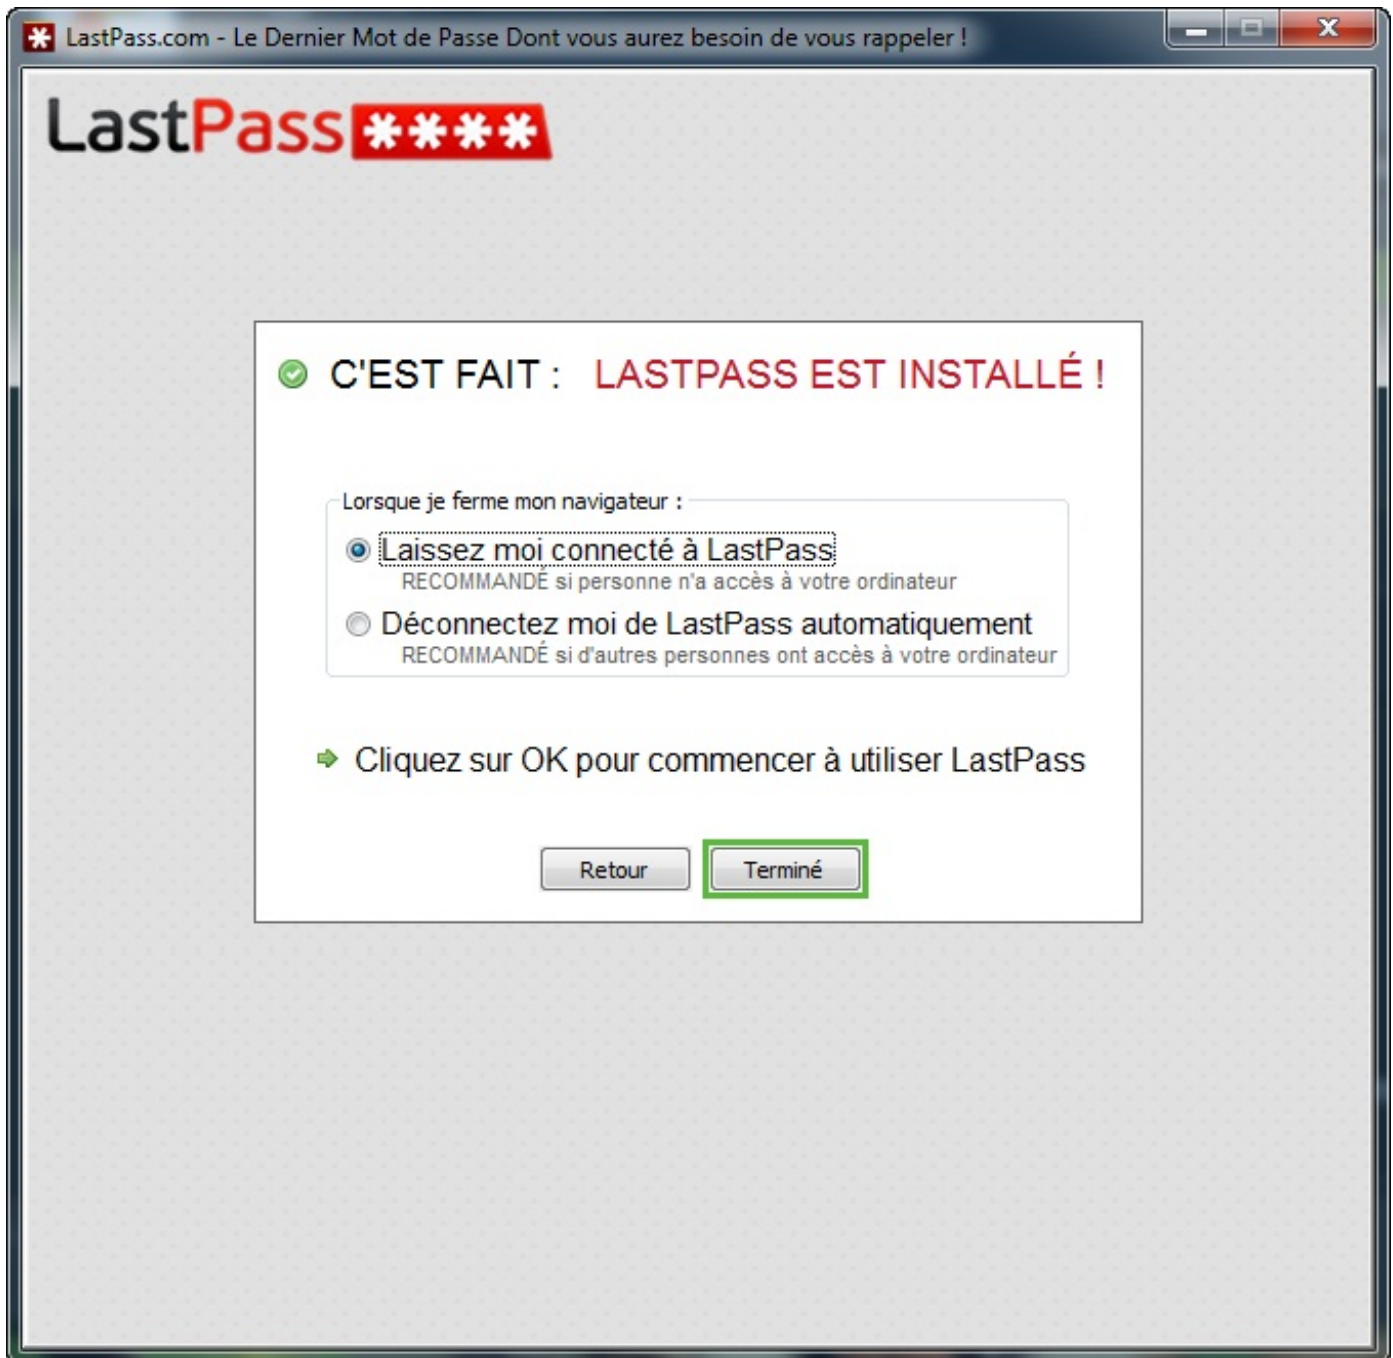 LastPass.com - Le Dernier Mot de Passe Dont vous aurez besoin de vous rappeler !
LastPass ****
C'EST FAIT : LASTPASS EST INSTALLÉ !
Lorsque je ferme mon navigateur :
Laissez moi connecté à LastPass
RECOMMANDÉ si personne n'a accès à votre ordinateur
Déconnectez moi de LastPass automatiquement
RECOMMANDÉ si d'autres personnes ont accès à votre ordinateur
Cliquez sur OK pour commencer à utiliser LastPass
Retour Terminé